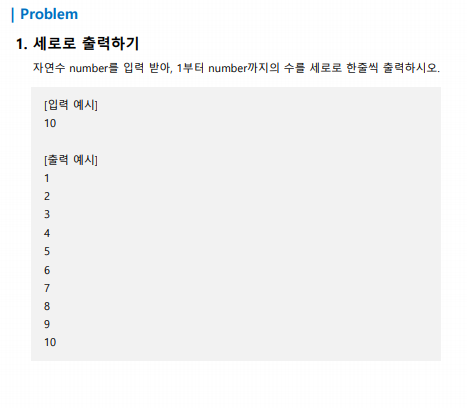 | Problem
1. 세로로 출력하기
자연수 number를 입력 받아, 1부터 number까지의 수를 세로로 한줄씩 출력하시오.
[입력 예시]
10
[출력 예시]
1
2
3
4
5
6
7
8
9
10